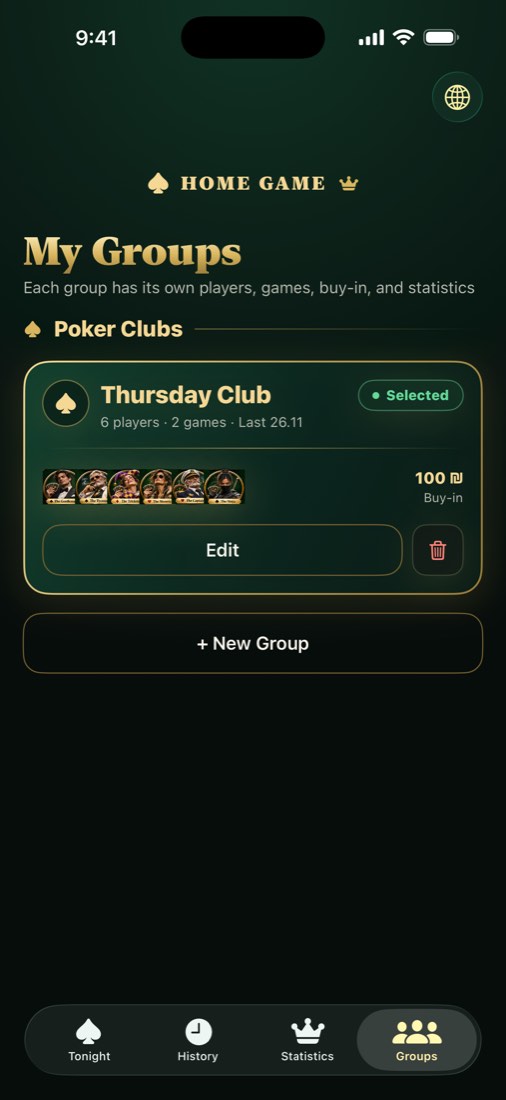 9:41
HOME GAME
My Groups
Each group has its own players, games, buy-in, and statistics
Poker Clubs
Thursday Club
Selected
6 players · 2 games · Last 26.11
100 ₪
Buy-in
Edit
+ New Group
Tonight
History
Statistics
Groups